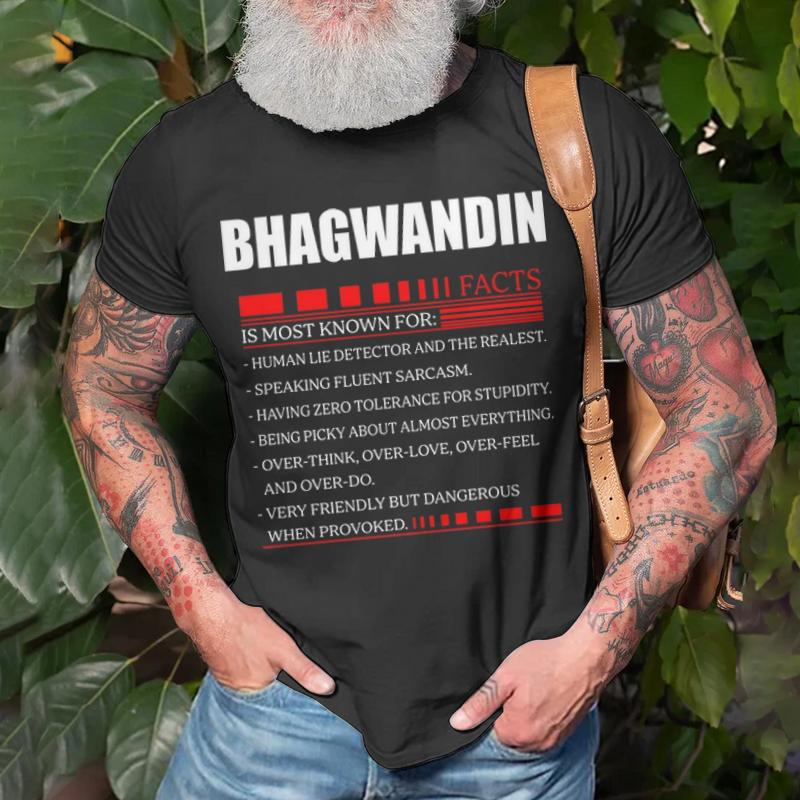 BHAGWANDIN
FACTS
IS MOST KNOWN FOR:
- HUMAN LIE DETECTOR AND THE REALEST.
- SPEAKING FLUENT SARCASM.
- HAVING ZERO TOLERANCE FOR STUPIDITY.
- BEING PICKY ABOUT ALMOST EVERYTHING.
- OVER-THINK, OVER-LOVE, OVER-FEEL
AND OVER-DO.
- VERY FRIENDLY BUT DANGEROUS
WHEN PROVOKED.